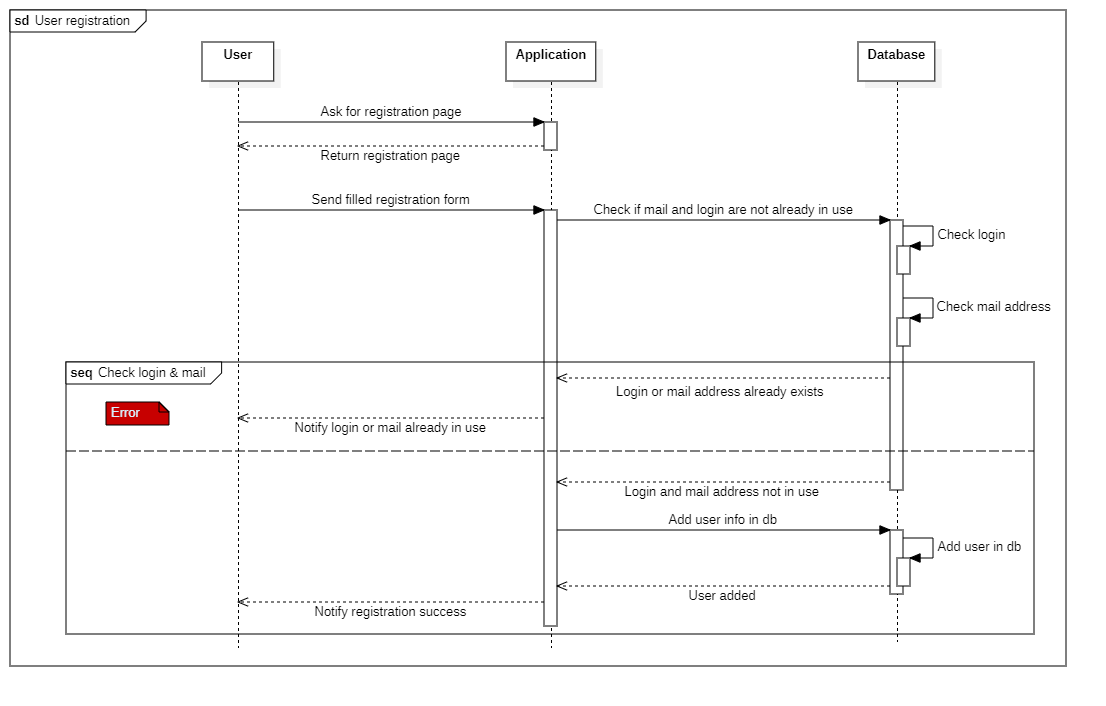 sd User registration
User
Application
Database
Ask for registration page
Return registration page
Send filled registration form
Check if mail and login are not already in use
Check login
Check mail address
seq Check login & mail
Login or mail address already exists
Error
Notify login or mail already in use
Login and mail address not in use
Add user info in db
Add user in db
User added
Notify registration success